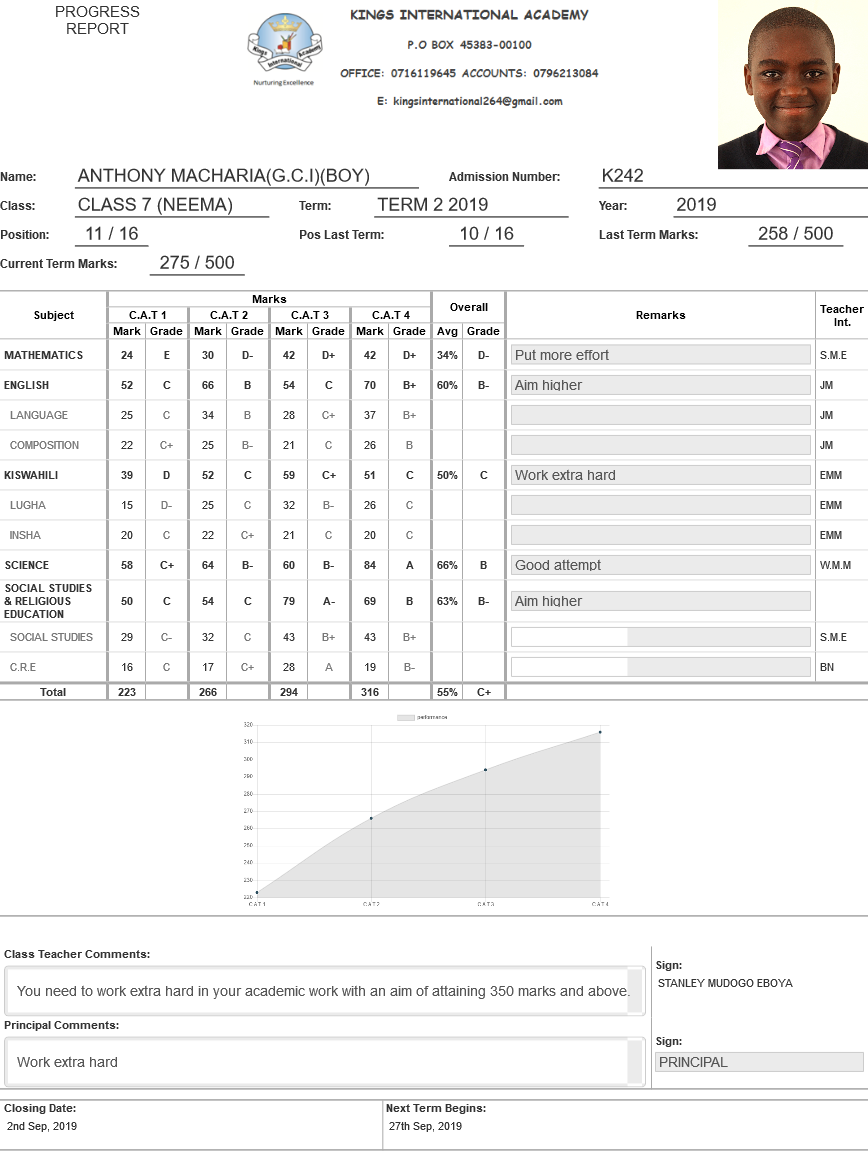 PROGRESS
REPORT
KINGS INTERNATIONAL ACADEMY
P.O BOX 45383-00100
OFFICE: 0716119645 ACCOUNTS: 0796213084
E: kingsinternational264@gmail.com
Kings International Academy
Nurturing Excellence
Name: ANTHONY MACHARIA(G.C.I)(BOY) Admission Number: K242
Class: CLASS 7 (NEEMA) Term: TERM 2 2019 Year: 2019
Position: 11 / 16 Pos Last Term: 10 / 16 Last Term Marks: 258 / 500
Current Term Marks: 275 / 500
Subject Marks Overall Remarks Teacher Int.
C.A.T 1 C.A.T 2 C.A.T 3 C.A.T 4
Mark Grade Mark Grade Mark Grade Mark Grade Avg Grade
MATHEMATICS 24 E 30 D- 42 D+ 42 D+ 34% D- Put more effort S.M.E
ENGLISH 52 C 66 B 54 C 70 B+ 60% B- Aim higher JM
LANGUAGE 25 C 34 B 28 C+ 37 B+ JM
COMPOSITION 22 C+ 25 B- 21 C 26 B JM
KISWAHILI 39 D 52 C 59 C+ 51 C 50% C Work extra hard EMM
LUGHA 15 D- 25 C 32 B- 26 C EMM
INSHA 20 C 22 C+ 21 C 20 C EMM
SCIENCE 58 C+ 64 B- 60 B- 84 A 66% B Good attempt W.M.M
SOCIAL STUDIES
& RELIGIOUS
EDUCATION 50 C 54 C 79 A- 69 B 63% B- Aim higher
SOCIAL STUDIES 29 C- 32 C 43 B+ 43 B+ S.M.E
C.R.E 16 C 17 C+ 28 A 19 B- BN
Total 223 266 294 316 55% C+
performance
320
310
300
290
280
270
260
250
240
230
220
CAT1 CAT2 CAT3 CAT4
Class Teacher Comments:
You need to work extra hard in your academic work with an aim of attaining 350 marks and above.
Sign:
STANLEY MUDOGO EBOYA
Principal Comments:
Work extra hard
Sign:
PRINCIPAL
Closing Date: Next Term Begins:
2nd Sep, 2019 27th Sep, 2019